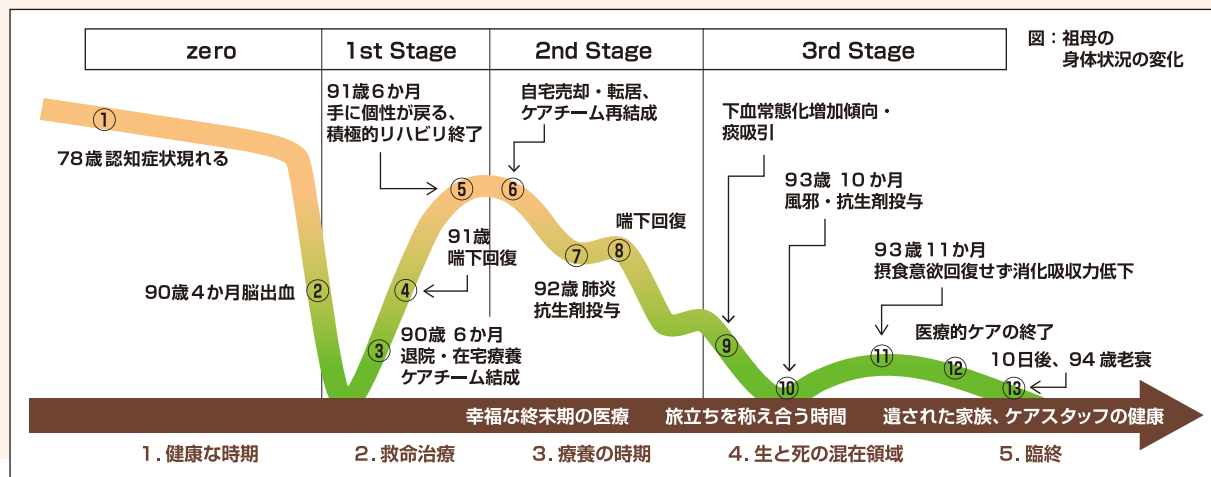 zero
1st Stage
2nd Stage
3rd Stage
図：祖母の
身体状況の変化
①
78歳認知症状現れる
90歳4か月脳出血
②
③
90歳 6か月
退院・在宅療養
ケアチーム結成
④
91歳
喘下回復
91歳6か月
手に個性が戻る、
積極的リハビリ終了
⑤
自宅売却・転居、
ケアチーム再結成
⑥
⑦
92歳 肺炎
抗生剤投与
喘下回復
⑧
下血常態化増加傾向・
痰吸引
⑨
93歳 10か月
風邪・抗生剤投与
⑩
93歳11か月
摂食意欲回復せず消化吸収力低下
⑪
医療的ケアの終了
⑫
10日後、94歳老衰
⑬
幸福な終末期の医療
旅立ちを称え合う時間
遺された家族、ケアスタッフの健康
1. 健康な時期
2. 救命治療
3. 療養の時期
4. 生と死の混在領域
5. 臨終